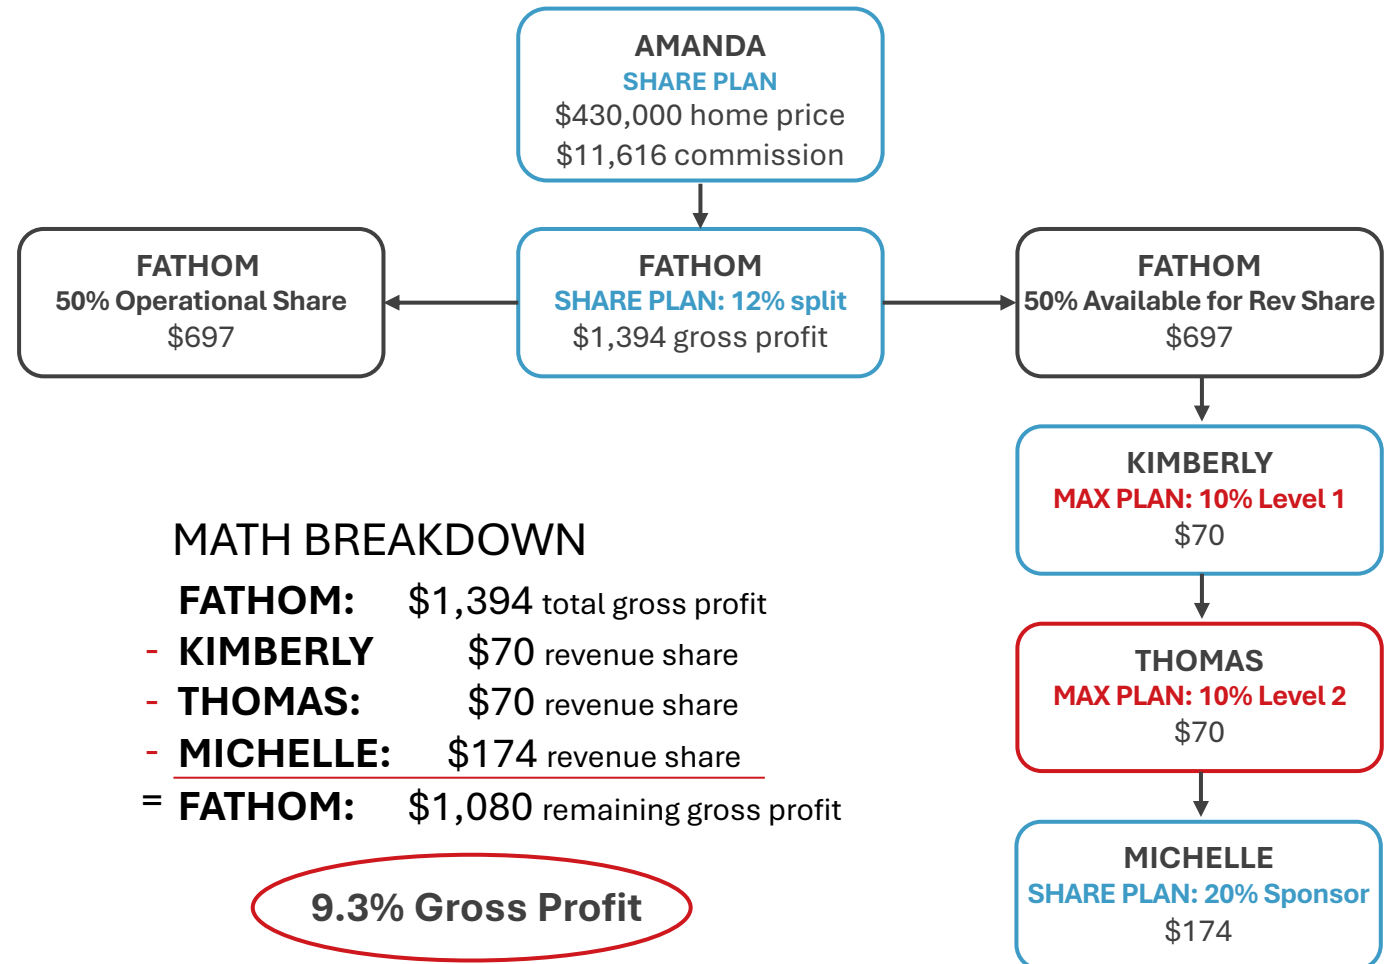 AMANDA
SHARE PLAN
$430,000 home price
$11,616 commission
FATHOM
50% Operational Share
$697
FATHOM
SHARE PLAN: 12% split
$1,394 gross profit
FATHOM
50% Available for Rev Share
$697
KIMBERLY
MAX PLAN: 10% Level 1
$70
THOMAS
MAX PLAN: 10% Level 2
$70
MICHELLE
SHARE PLAN: 20% Sponsor
$174
MATH BREAKDOWN
FATHOM: $1,394 total gross profit
- KIMBERLY $70 revenue share
- THOMAS: $70 revenue share
- MICHELLE: $174 revenue share
= FATHOM: $1,080 remaining gross profit
9.3% Gross Profit